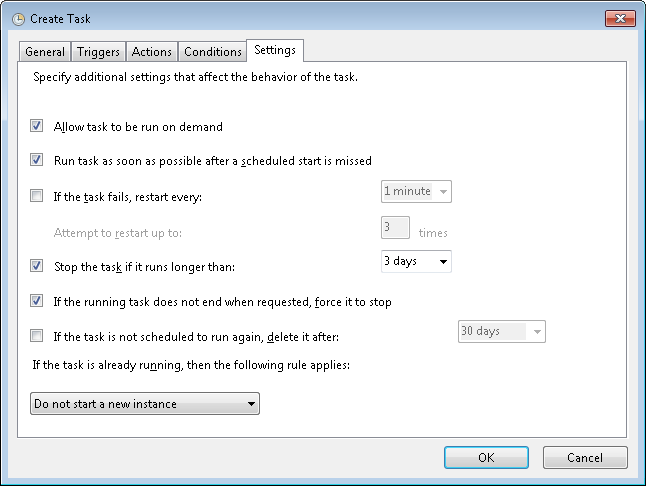 Create Task
General Triggers Actions Conditions Settings
Specify additional settings that affect the behavior of the task.
Allow task to be run on demand
Run task as soon as possible after a scheduled start is missed
If the task fails, restart every: 1 minute
Attempt to restart up to: 3 times
Stop the task if it runs longer than: 3 days
If the running task does not end when requested, force it to stop
If the task is not scheduled to run again, delete it after: 30 days
If the task is already running, then the following rule applies:
Do not start a new instance
OK Cancel